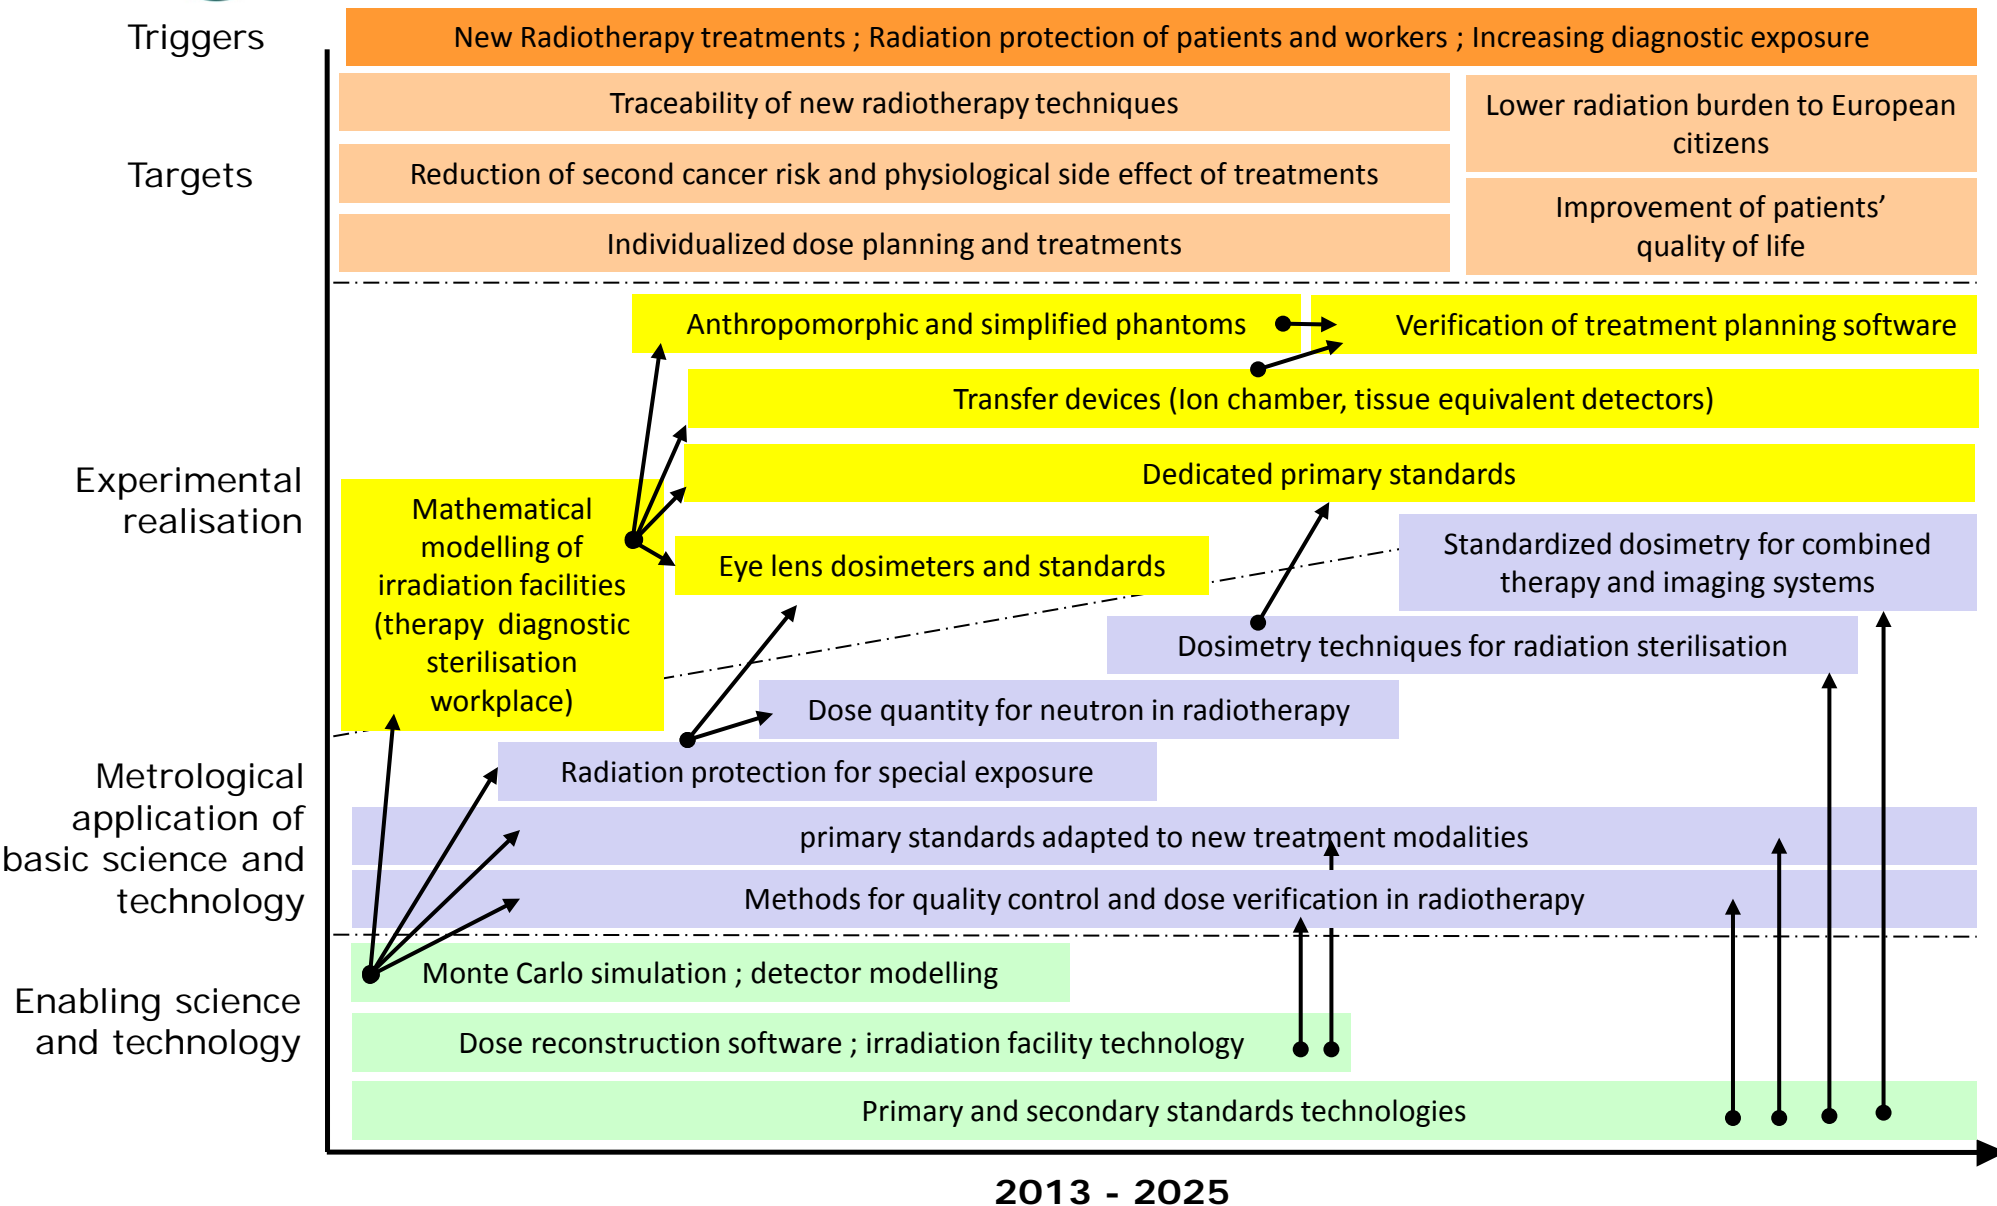 Triggers
New Radiotherapy treatments ; Radiation protection of patients and workers ; Increasing diagnostic exposure
Targets
Traceability of new radiotherapy techniques
Reduction of second cancer risk and physiological side effect of treatments
Individualized dose planning and treatments
Lower radiation burden to European
citizens
Improvement of patients’
quality of life
Experimental
realisation
Anthropomorphic and simplified phantoms
Verification of treatment planning software
Transfer devices (Ion chamber, tissue equivalent detectors)
Dedicated primary standards
Mathematical
modelling of
irradiation facilities
(therapy diagnostic
sterilisation
workplace)
Eye lens dosimeters and standards
Standardized dosimetry for combined
therapy and imaging systems
Dosimetry techniques for radiation sterilisation
Dose quantity for neutron in radiotherapy
Metrological
application of
basic science and
technology
Radiation protection for special exposure
primary standards adapted to new treatment modalities
Methods for quality control and dose verification in radiotherapy
Enabling science
and technology
Monte Carlo simulation ; detector modelling
Dose reconstruction software ; irradiation facility technology
Primary and secondary standards technologies
2013 - 2025